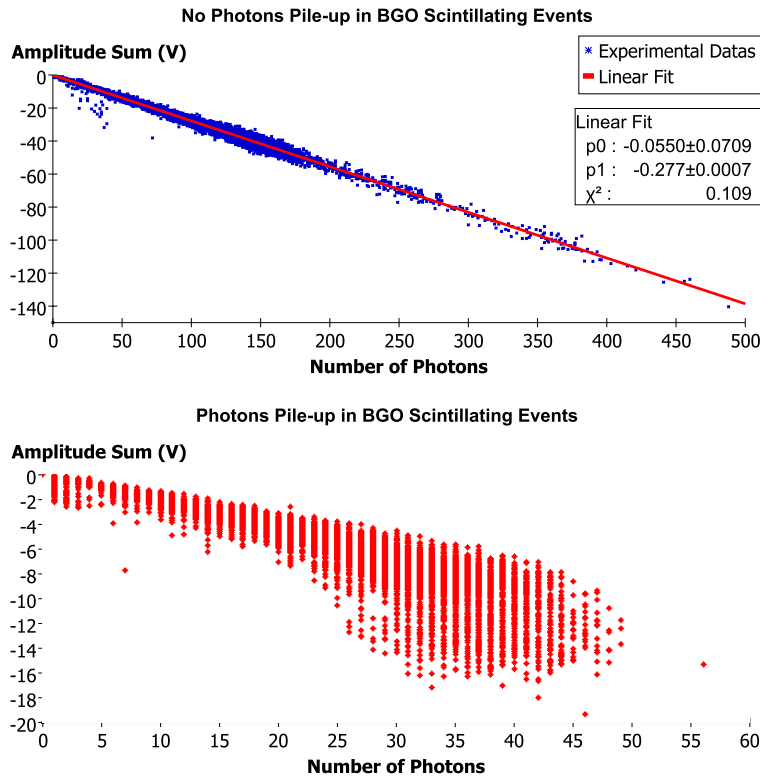 No Photons Pile-up in BGO Scintillating Events
Amplitude Sum (V)
Experimental Datas
Linear Fit
Linear Fit
p0 : -0.0550±0.0709
p1 : -0.277±0.0007
χ² : 0.109
0
-20
-40
-60
-80
-100
-120
-140
0 50 100 150 200 250 300 350 400 450 500
Number of Photons
Photons Pile-up in BGO Scintillating Events
Amplitude Sum (V)
0
-2
-4
-6
-8
-10
-12
-14
-16
-18
-20
0 5 10 15 20 25 30 35 40 45 50 55 60
Number of Photons